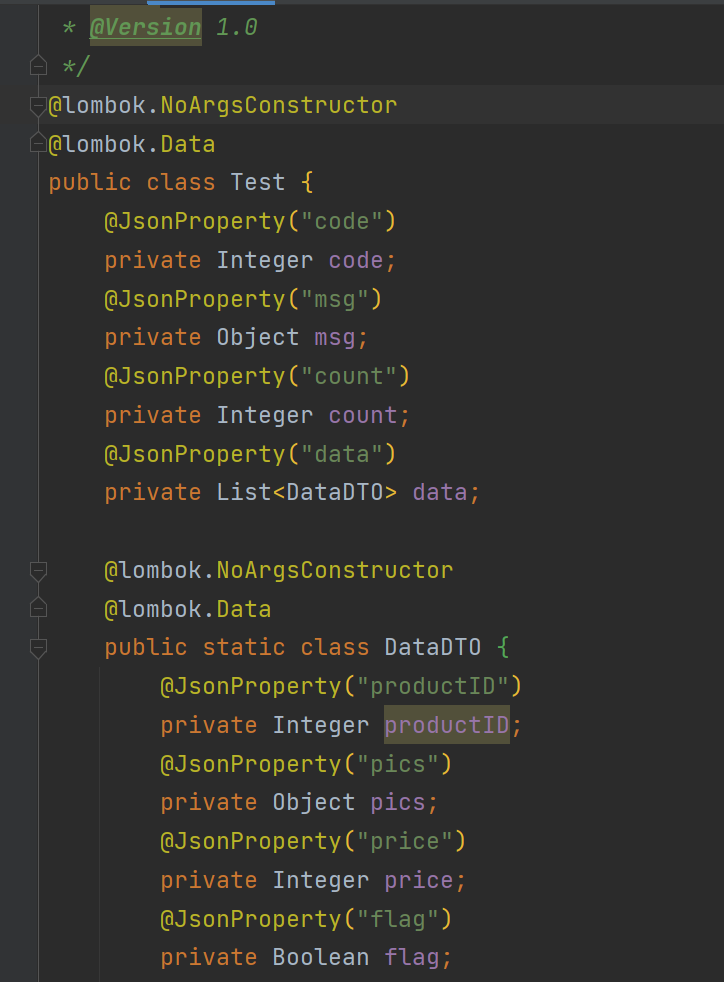 * @Version 1.0
*/
@lombok.NoArgsConstructor
@lombok.Data
public class Test {
@JsonProperty("code")
private Integer code;
@JsonProperty("msg")
private Object msg;
@JsonProperty("count")
private Integer count;
@JsonProperty("data")
private List<DataDTO> data;
@lombok.NoArgsConstructor
@lombok.Data
public static class DataDTO {
@JsonProperty("productID")
private Integer productID;
@JsonProperty("pics")
private Object pics;
@JsonProperty("price")
private Integer price;
@JsonProperty("flag")
private Boolean flag;